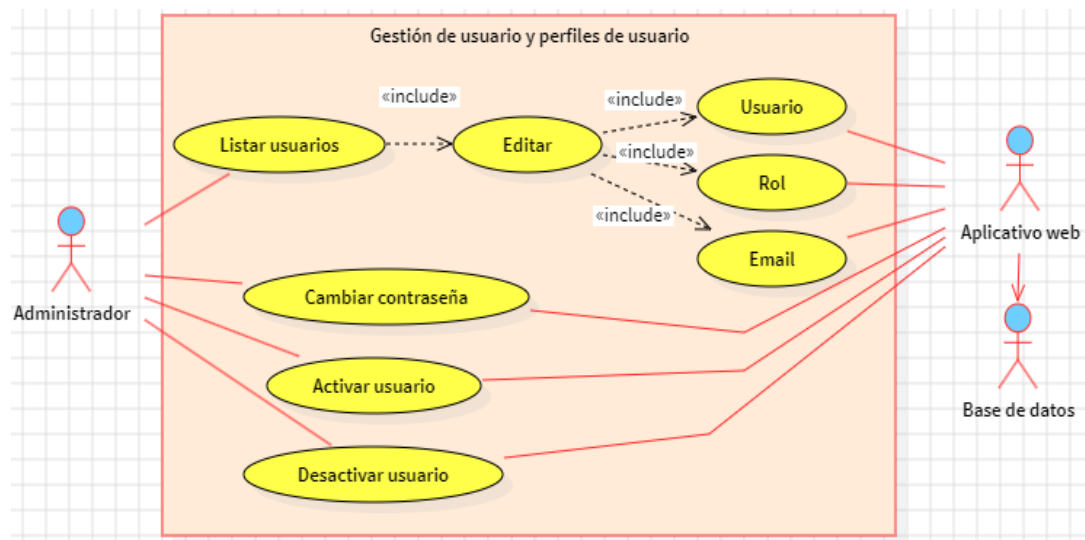 Gestión de usuario y perfiles de usuario
«include»
«include»
Usuario
Listar usuarios
Editar
«include»
Rol
«include»
Email
Aplicativo web
Cambiar contraseña
Administrador
Activar usuario
Base de datos
Desactivar usuario